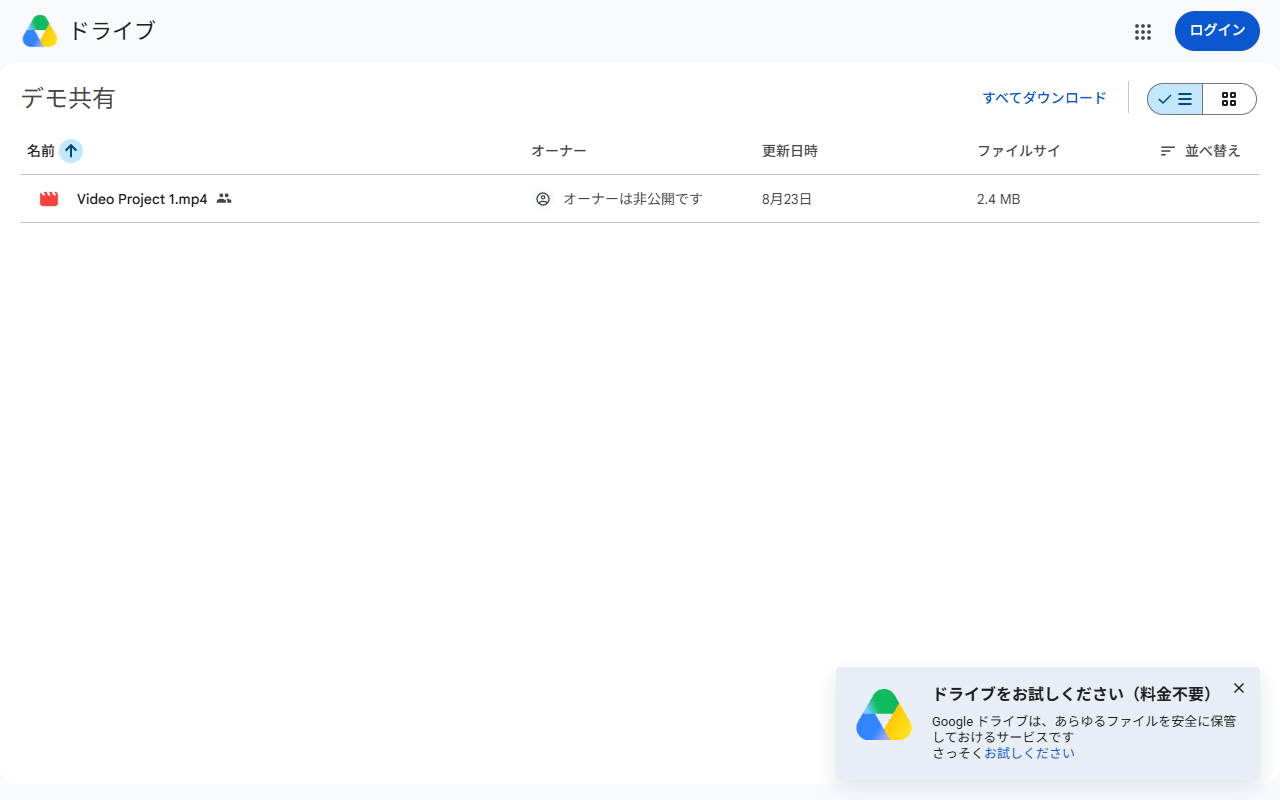 ドライブ
ログイン
デモ共有
すべてダウンロード
名前 オーナー 更新日時 ファイルサイ 並べ替え
Video Project 1.mp4 オーナーは非公開です 8月23日 2.4 MB
ドライブをお試しください（料金不要）
Google ドライブは、あらゆるファイルを安全に保管
しておけるサービスです
さっそくお試しください